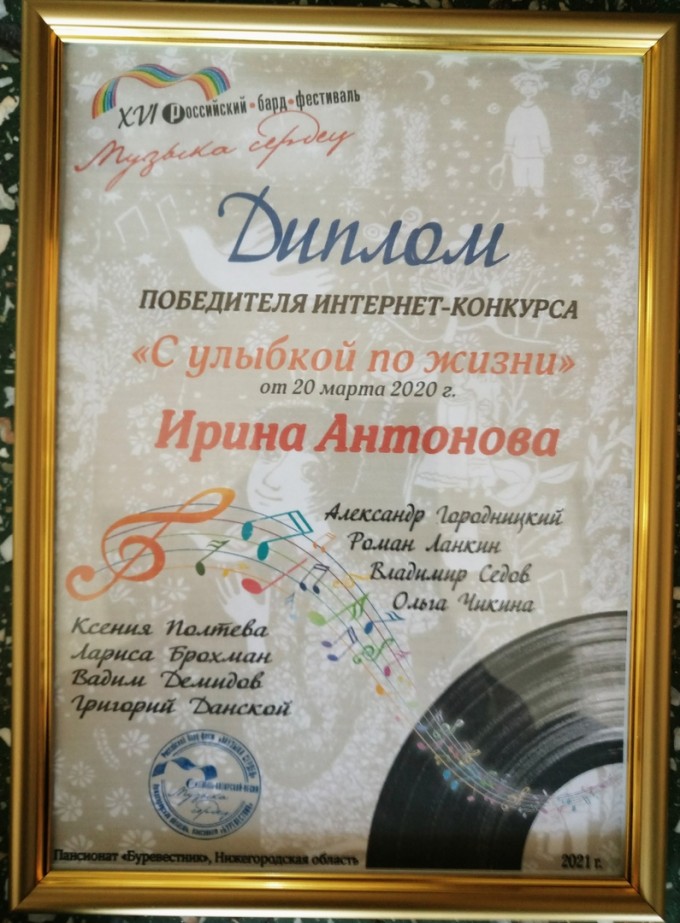 XVI Российский • бард • фестиваль
Музыка сердец
Диплом
ПОБЕДИТЕЛЯ ИНТЕРНЕТ-КОНКУРСА
«С улыбкой по жизни»
от 20 марта 2020 г.
Ирина Антонова
Александр Городницкий
Роман Ланкин
Владимир Седов
Ольга Чикина
Ксения Полтева
Лариса Брохман
Вадим Демидов
Григорий Данской
Музыка
сердец
Пансионат «Буревестник», Нижегородская область
2021 г.